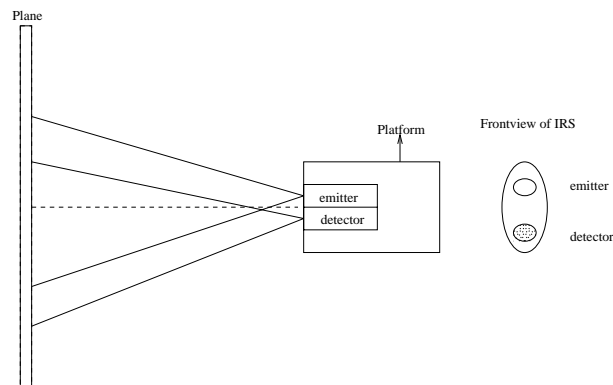 Plane
Platform
Frontview of IRS
emitter
detector
emitter
detector